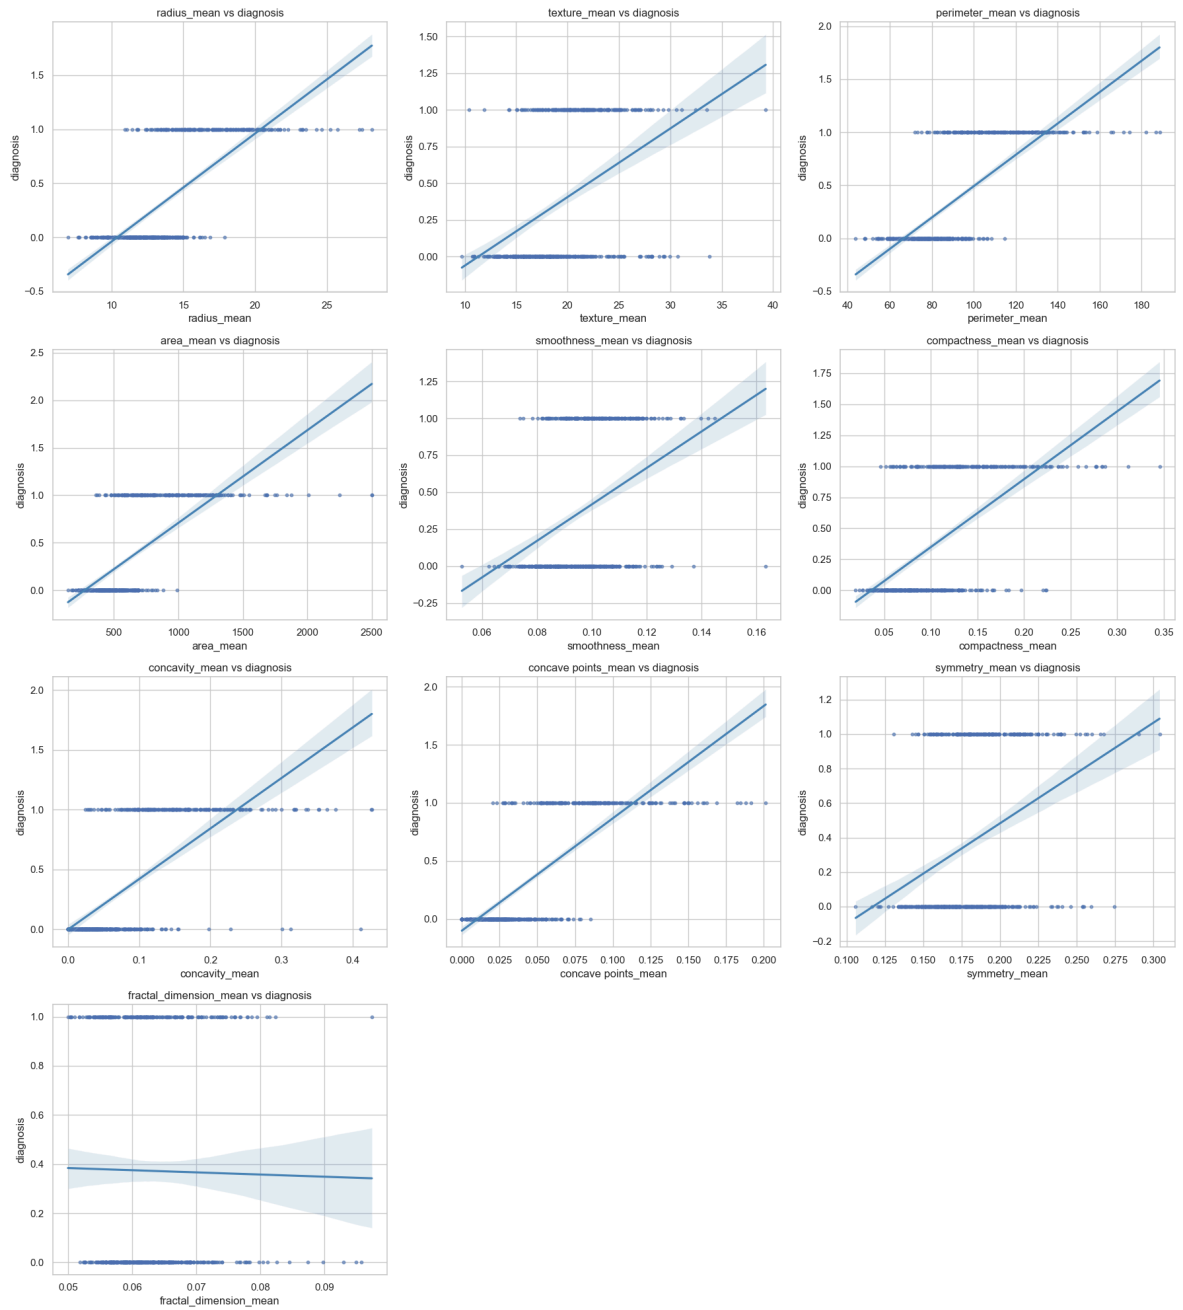 radius_mean vs diagnosis
1.5
1.0
0.5
0.0
−0.5
diagnosis
10 15 20 25
radius_mean
texture_mean vs diagnosis
1.50
1.25
1.00
0.75
0.50
0.25
0.00
diagnosis
10 15 20 25 30 35 40
texture_mean
perimeter_mean vs diagnosis
2.0
1.5
1.0
0.5
0.0
−0.5
diagnosis
40 60 80 100 120 140 160 180
perimeter_mean
area_mean vs diagnosis
2.5
2.0
1.5
1.0
0.5
0.0
diagnosis
500 1000 1500 2000 2500
area_mean
smoothness_mean vs diagnosis
1.25
1.00
0.75
0.50
0.25
0.00
−0.25
diagnosis
0.06 0.08 0.10 0.12 0.14 0.16
smoothness_mean
compactness_mean vs diagnosis
1.75
1.50
1.25
1.00
0.75
0.50
0.25
0.00
diagnosis
0.05 0.10 0.15 0.20 0.25 0.30 0.35
compactness_mean
concavity_mean vs diagnosis
2.0
1.5
1.0
0.5
0.0
diagnosis
0.0 0.1 0.2 0.3 0.4
concavity_mean
concave points_mean vs diagnosis
2.0
1.5
1.0
0.5
0.0
diagnosis
0.000 0.025 0.050 0.075 0.100 0.125 0.150 0.175 0.200
concave points_mean
symmetry_mean vs diagnosis
1.2
1.0
0.8
0.6
0.4
0.2
0.0
−0.2
diagnosis
0.100 0.125 0.150 0.175 0.200 0.225 0.250 0.275 0.300
symmetry_mean
fractal_dimension_mean vs diagnosis
1.0
0.8
0.6
0.4
0.2
0.0
diagnosis
0.05 0.06 0.07 0.08 0.09
fractal_dimension_mean